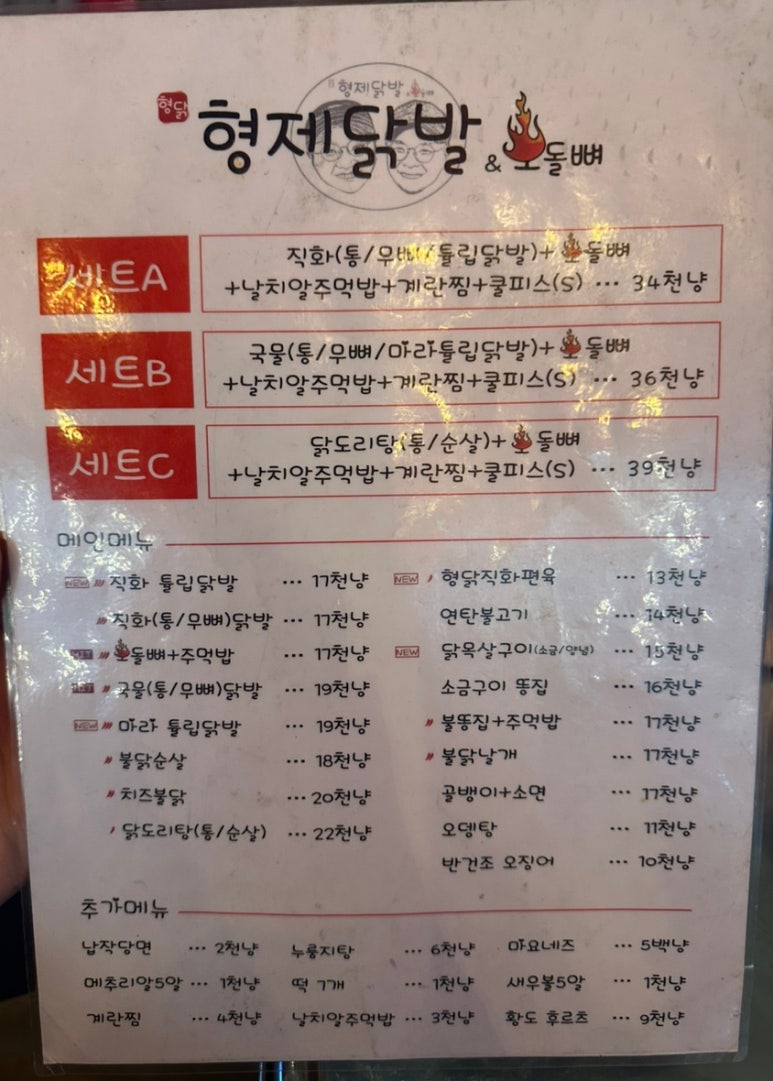 형제닭발 오돌뼈
형닭 형제닭발 & 오돌뼈
세트A 직화(통/무뼈/튤립닭발)+오돌뼈
+날치알주먹밥+계란찜+쿨피스(S) ... 34천냥
세트B 국물(통/무뼈/마라튤립닭발)+오돌뼈
+날치알주먹밥+계란찜+쿨피스(S) ... 36천냥
세트C 닭도리탕(통/순살)+오돌뼈
+날치알주먹밥+계란찜+쿨피스(S) ... 39천냥
메인메뉴
NEW 직화 튤립닭발 ... 17천냥
직화(통/무뼈)닭발 ... 17천냥
HIT 오돌뼈+주먹밥 ... 17천냥
HIT 국물(통/무뼈)닭발 ... 19천냥
NEW 마라 튤립닭발 ... 19천냥
불닭순살 ... 18천냥
치즈불닭 ... 20천냥
닭도리탕(통/순살) ... 22천냥
NEW 형닭직화편육 ... 13천냥
연탄불고기 ... 14천냥
NEW 닭목살구이(소금/양념) ... 15천냥
소금구이 똥집 ... 16천냥
불똥집+주먹밥 ... 17천냥
불닭날개 ... 17천냥
골뱅이+소면 ... 17천냥
오뎅탕 ... 11천냥
반건조 오징어 ... 10천냥
추가메뉴
납작당면 ... 2천냥 누룽지탕 ... 6천냥 마요네즈 ... 5백냥
메추리알5알 ... 1천냥 떡 7개 ... 1천냥 새우볼5알 ... 1천냥
계란찜 ... 4천냥 날치알주먹밥 ... 3천냥 황도 후르츠 ... 9천냥